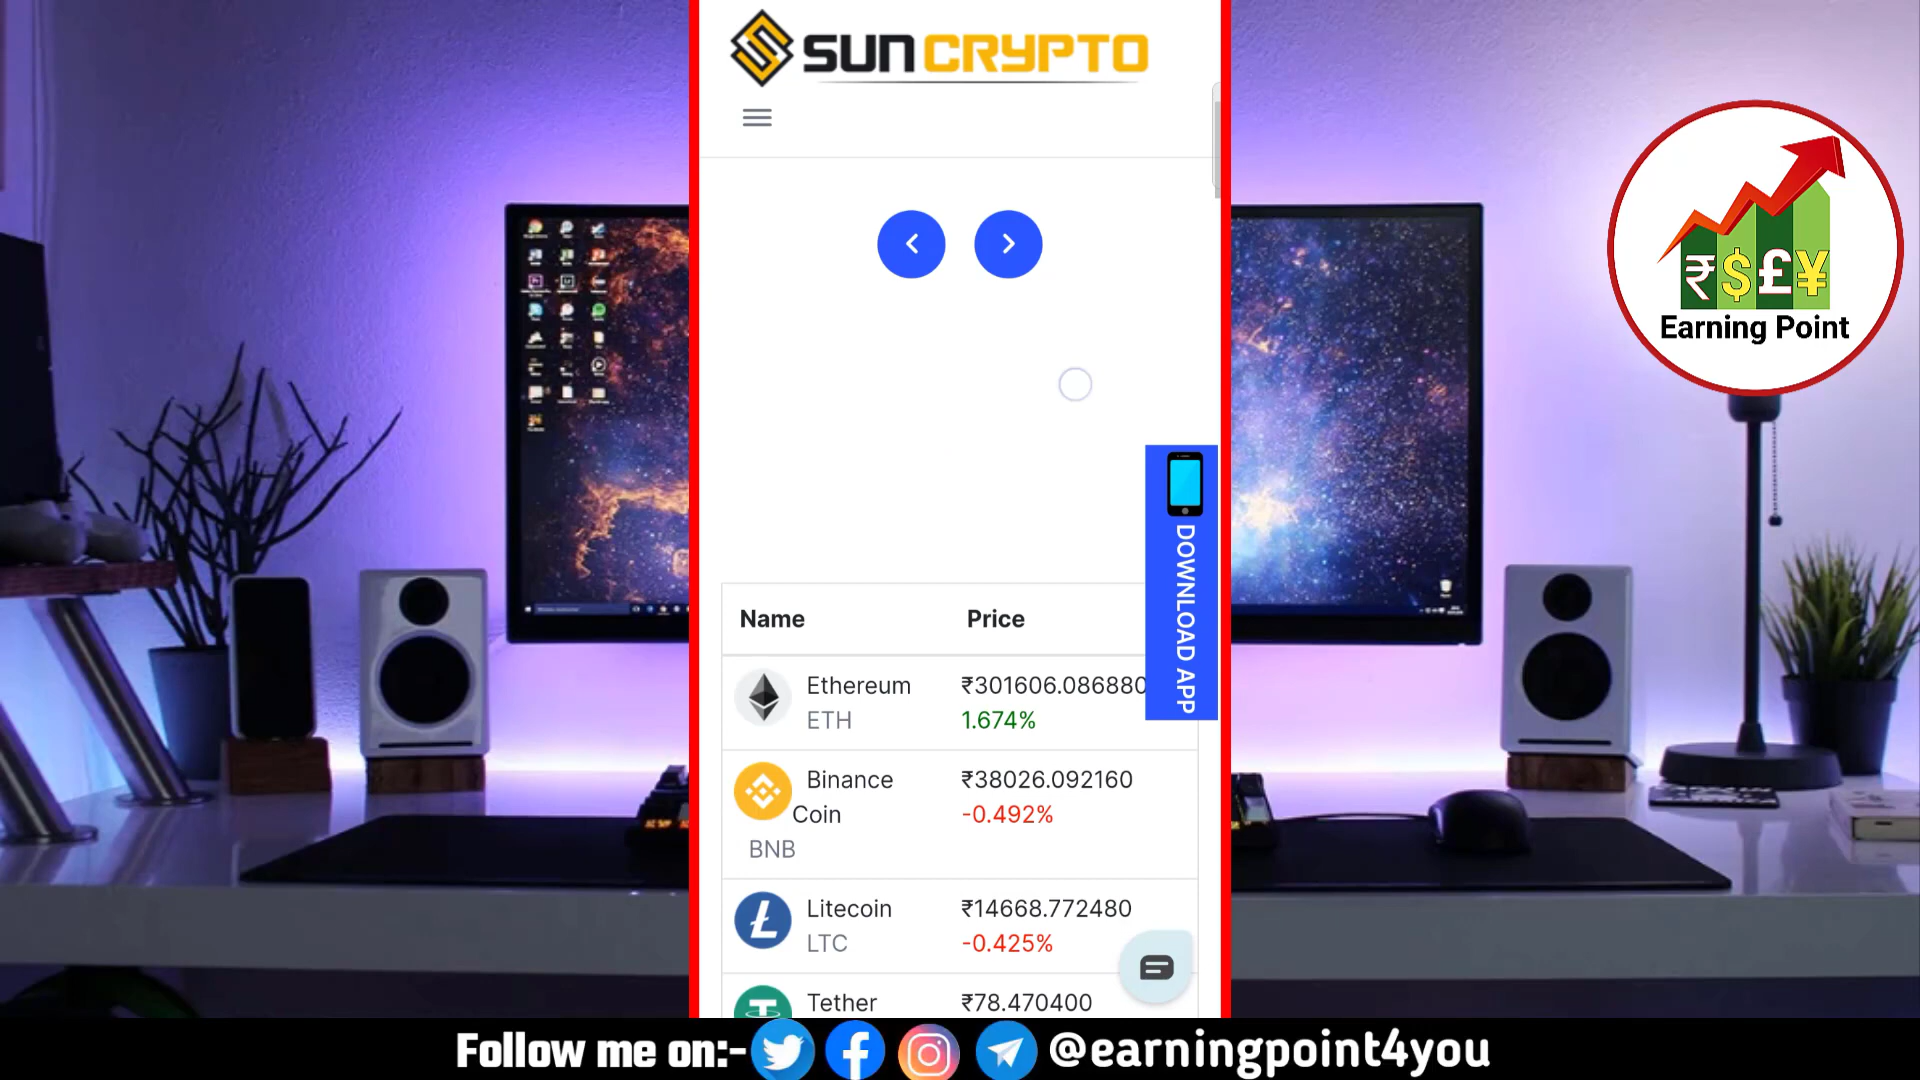 SUN CRYPTO
DOWNLOAD APP
Name Price
Ethereum ₹301606.086880
ETH 1.674%
Binance ₹38026.092160
Coin -0.492%
BNB
Litecoin ₹14668.772480
LTC -0.425%
Tether ₹78.470400
₹$£¥
Earning Point
Follow me on:- @earningpoint4you